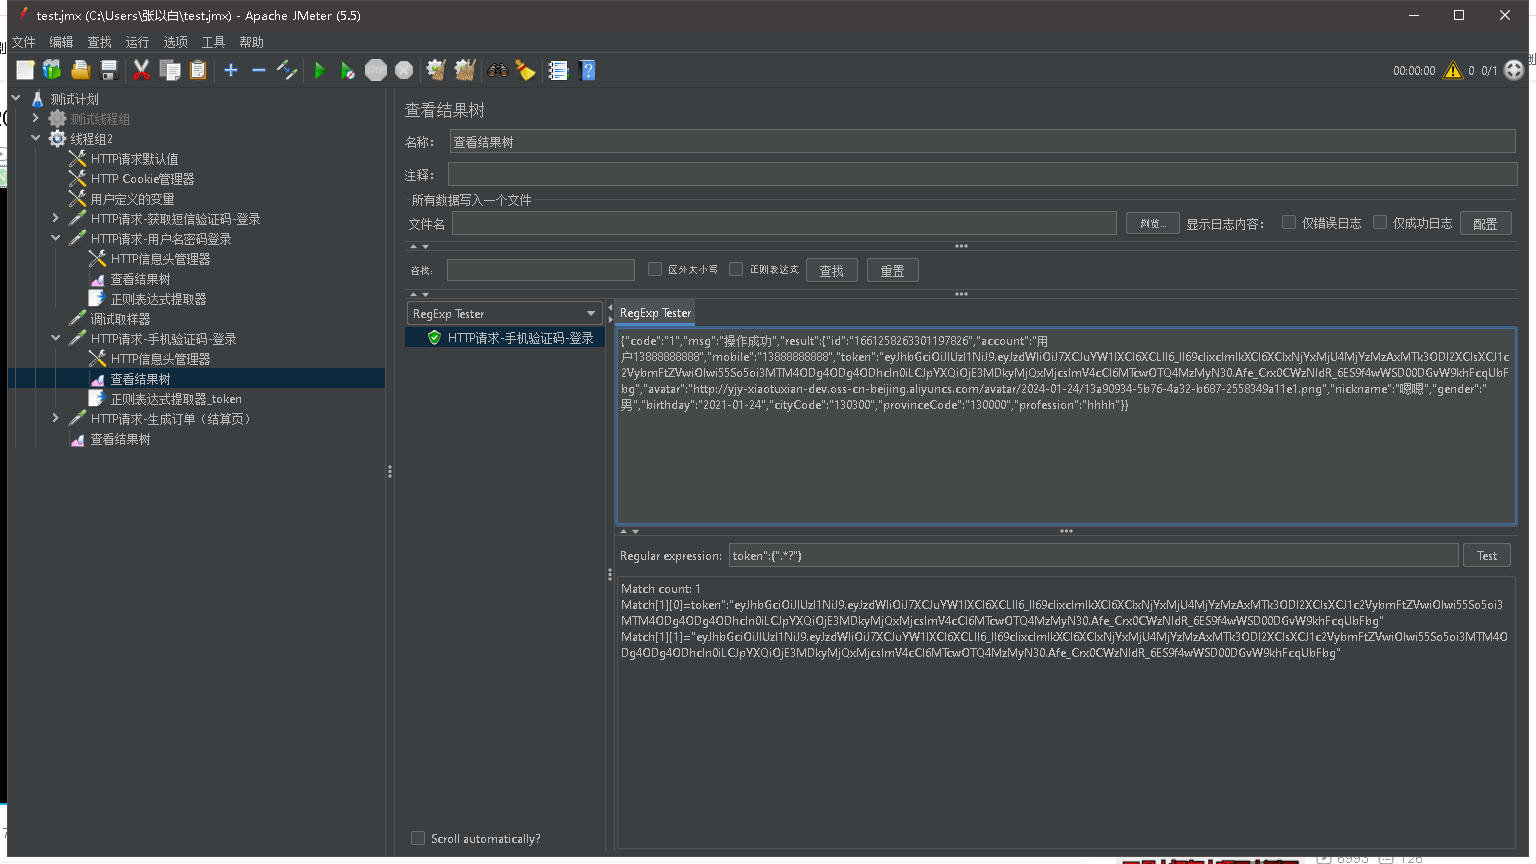 test.jmx (C:\Users\张以白\test.jmx) - Apache JMeter (5.5)
文件 编辑 查找 运行 选项 工具 帮助
00:00:00 0 0/1
测试计划
测试线程组
线程组2
HTTP请求默认值
HTTP Cookie管理器
用户定义的变量
HTTP请求-获取短信验证码-登录
HTTP请求-用户名密码登录
HTTP信息头管理器
查看结果树
正则表达式提取器
调试取样器
HTTP请求-手机验证码-登录
HTTP信息头管理器
查看结果树
正则表达式提取器_token
HTTP请求-生成订单（结算页）
查看结果树
查看结果树
名称： 查看结果树
注释：
所有数据写入一个文件
文件名 浏览... 显示日志内容： 仅错误日志 仅成功日志 配置
查找: 区分大小写 正则表达式 查找 重置
RegExp Tester
HTTP请求-手机验证码-登录
Scroll automatically?
RegExp Tester
{"code":"1","msg":"操作成功","result":{"id":"1661258263301197826","account":"用
户13888888888","mobile":"13888888888","token":
"avatar":"http://yjy-xiaotuxian-dev.oss-cn-beijing.aliyuncs.com/avatar/2024-01-24/13a90934-5b76-4a32-b687-2558349a11e1.png","nickname":"嗯嗯","gender":"
男","birthday":"2021-01-24","cityCode":"130300","provinceCode":"130000","profession":"hhhh"}}
Regular expression: token":(".*?") Test
Match count: 1
Match[1][0]=token":
Match[1][1]=
6993 126